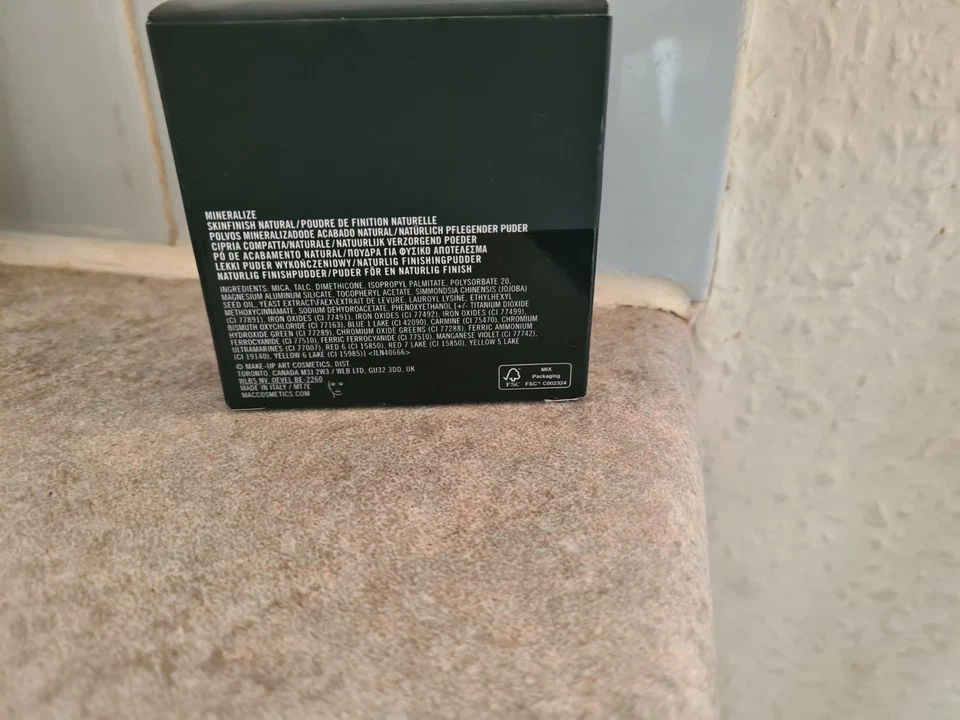 MINERALIZE
SKINFINISH NATURAL/POUDRE DE FINITION NATURELLE
POLVOS MINERALIZADODE ACABADO NATURAL/NATÜRLICH PFLEGENDER PUDER
CIPRIA COMPATTA/NATURALE/NATUURLIJK VERZORGEND POEDER
PÓ DE ACABAMENTO NATURAL/ΠΟΥΔΡΑ ΓΙΑ ΦΥΣΙΚΟ ΑΠΟΤΕΛΕΣΜΑ
LEKKI PUDER WYKOŃCZENIOWY/NATURLIG FINISHINGPUDDER
NATURLIG FINISHPUDDER/PUDER FÖR EN NATURLIG FINISH
INGREDIENTS: MICA, TALC, DIMETHICONE, ISOPROPYL PALMITATE, POLYSORBATE 20,
MAGNESIUM ALUMINUM SILICATE, TOCOPHERYL ACETATE, SIMMONDSIA CHINENSIS (JOJOBA)
SEED OIL, YEAST EXTRACT\FAEX\EXTRAIT DE LEVURE, LAUROYL LYSINE, ETHYLHEXYL
METHOXYCINNAMATE, SODIUM DEHYDROACETATE, PHENOXYETHANOL [+/- TITANIUM DIOXIDE
(CI 77891), IRON OXIDES (CI 77491), IRON OXIDES (CI 77492), IRON OXIDES (CI 77499),
BISMUTH OXYCHLORIDE (CI 77163), BLUE 1 LAKE (CI 42090), CARMINE (CI 75470), CHROMIUM
HYDROXIDE GREEN (CI 77289), CHROMIUM OXIDE GREENS (CI 77288), FERRIC AMMONIUM
FERROCYANIDE (CI 77510), FERRIC FERROCYANIDE (CI 77510), MANGANESE VIOLET (CI 77742),
ULTRAMARINES (CI 77007), RED 6 (CI 15850), RED 7 LAKE (CI 15850), YELLOW 5 LAKE
(CI 19140), YELLOW 6 LAKE (CI 15985)] <ILN40666>
© MAKE-UP ART COSMETICS, DIST
TORONTO, CANADA M3J 2W3 / WLB LTD, GU32 3DD, UK
WLBS NV, OEVEL BE-2260
MADE IN ITALY / MT7E
MACCOSMETICS.COM
FSC
MIX
Packaging
FSC™ C002324